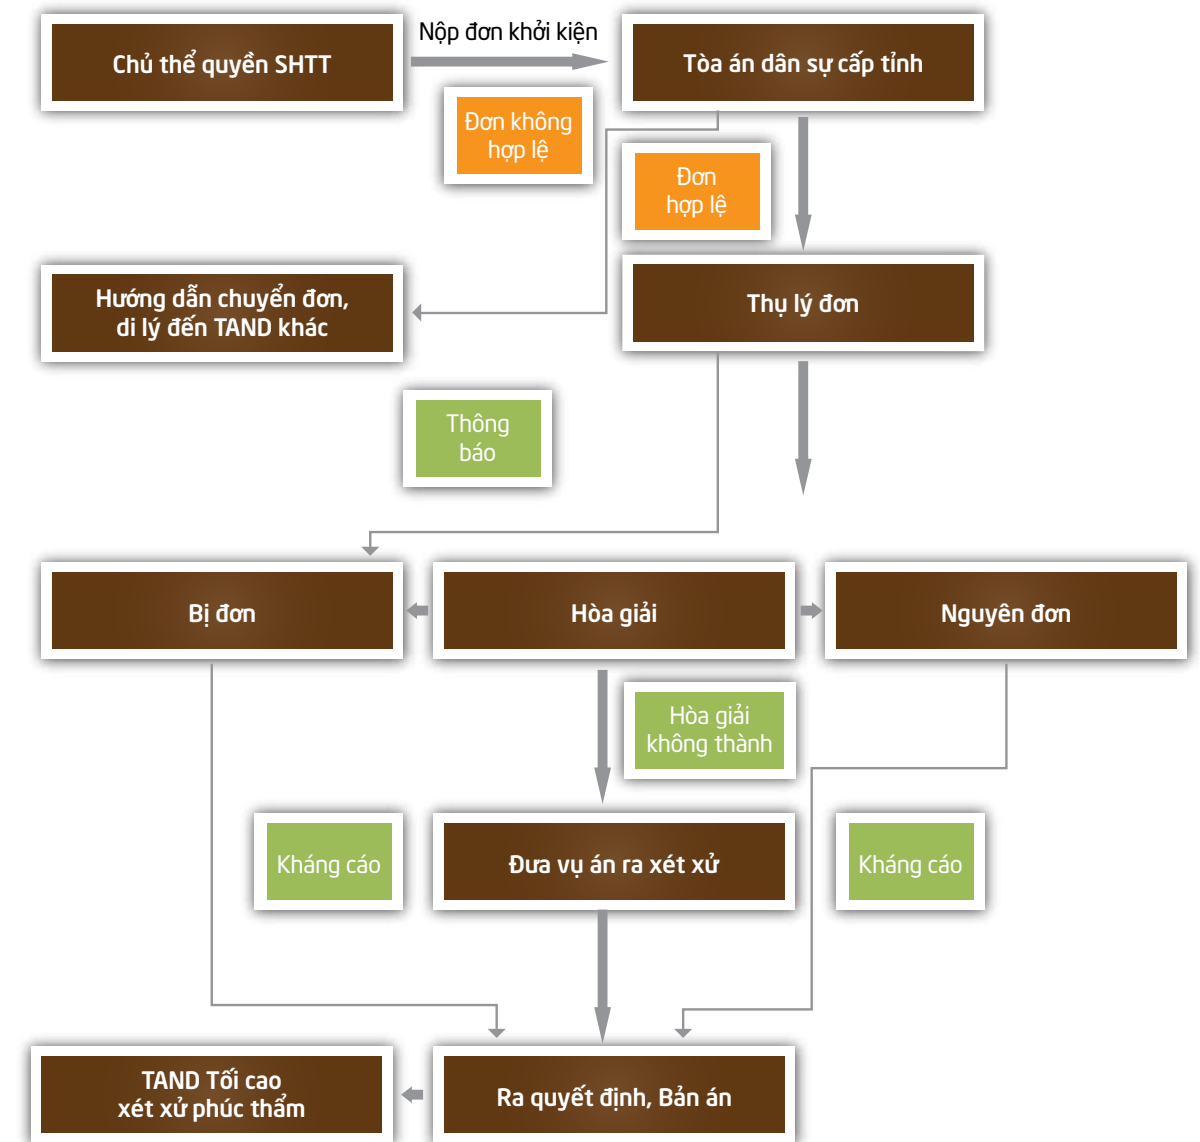 Nộp đơn khởi kiện
Chủ thể quyền SHTT
Tòa án dân sự cấp tỉnh
Đơn không
hợp lệ
Đơn
hợp lệ
Hướng dẫn chuyển đơn,
di lý đến TAND khác
Thụ lý đơn
Thông
báo
Bị đơn
Hòa giải
Nguyên đơn
Hòa giải
không thành
Kháng cáo
Đưa vụ án ra xét xử
Kháng cáo
TAND Tối cao
xét xử phúc thẩm
Ra quyết định, Bản án